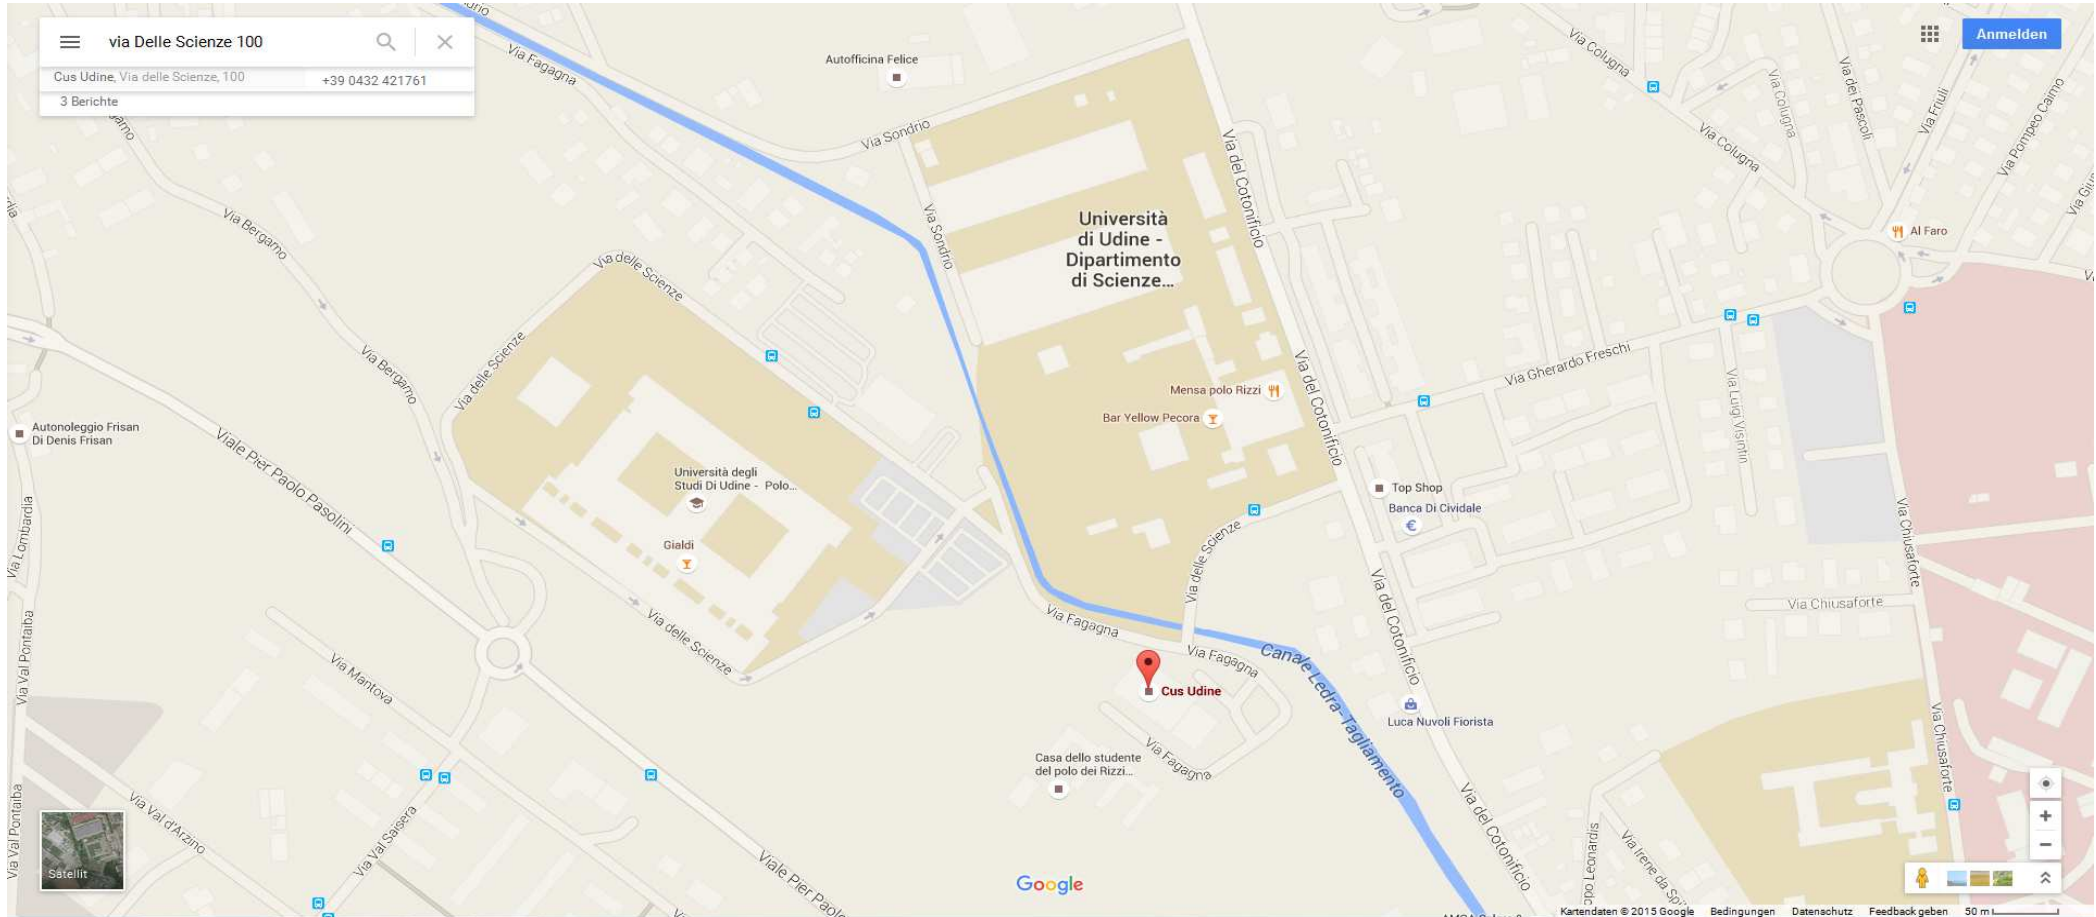 via Delle Scienze 100
Cus Udine, Via delle Scienze, 100
+39 0432 421761
3 Berichte
Anmelden
Via Fagagna
Autofficina Felice
Via Sondrio
Via Sondrio
Via del Cotonificio
Via Colugna
Via Colugna
Via Colugna
Via dei Pascoli
Via Friuli
Via Pompeo Caimo
Al Faro
Via Bergamo
Via Bergamo
Via delle Scienze
Via delle Scienze
Università
di Udine -
Dipartimento
di Scienze...
Via Gherardo Freschi
Via Luigi Visintin
Mensa polo Rizzi
Bar Yellow Pecora
Via del Cotonificio
Autonoleggio Frisan
Di Denis Frisan
Viale Pier Paolo Pasolini
Università degli
Studi Di Udine - Polo...
Gialdi
Top Shop
Banca Di Cividale
Via Lombardia
Via Chiusaforte
Via delle Scienze
Via delle Scienze
Via Fagagna
Via Fagagna
Canale Ledra-Tagliamento
Via del Cotonificio
Via Chiusaforte
Via Val Pontaiba
Via Mantova
Cus Udine
Luca Nuvoli Fiorista
Via Chiusaforte
Casa dello studente
del polo dei Rizzi...
Via Fagagna
Via Val Pontaiba
Via Val d'Arzino
Via Val Saisera
Viale Pier Paolo
Via del Cotonificio
Via Irene da Spi
ppo Leonardis
Satellit
Google
Kartendaten © 2015 Google
Bedingungen
Datenschutz
Feedback geben
50 m